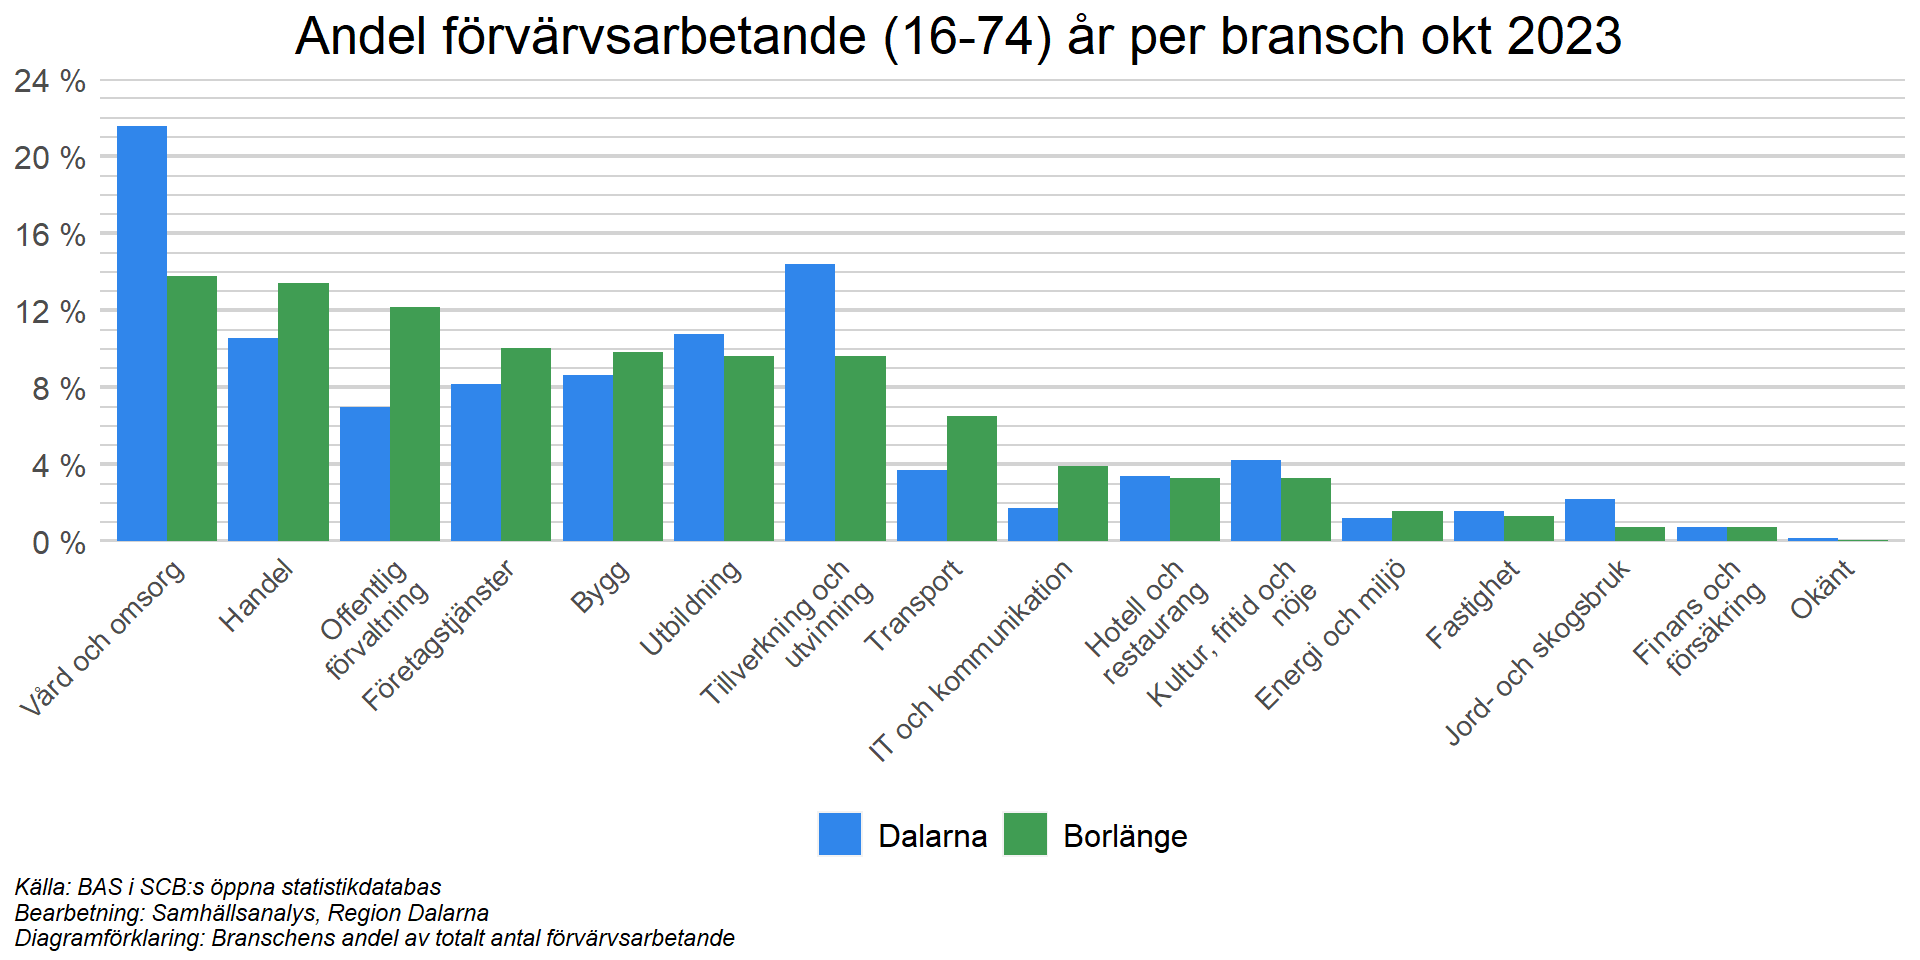 Andel förvärvsarbetande (16-74) år per bransch okt 2023
24 %
20 %
16 %
12 %
8 %
4 %
0 %
Vård och omsorg
Handel
Offentlig
förvaltning
Företagstjänster
Bygg
Utbildning
Tillverkning och
utvinning
Transport
IT och kommunikation
Hotell och
restaurang
Kultur, fritid och
nöje
Energi och miljö
Fastighet
Jord- och skogsbruk
Finans och
försäkring
Okänt
Dalarna
Borlänge
Källa: BAS i SCB:s öppna statistikdatabas
Bearbetning: Samhällsanalys, Region Dalarna
Diagramförklaring: Branschens andel av totalt antal förvärvsarbetande